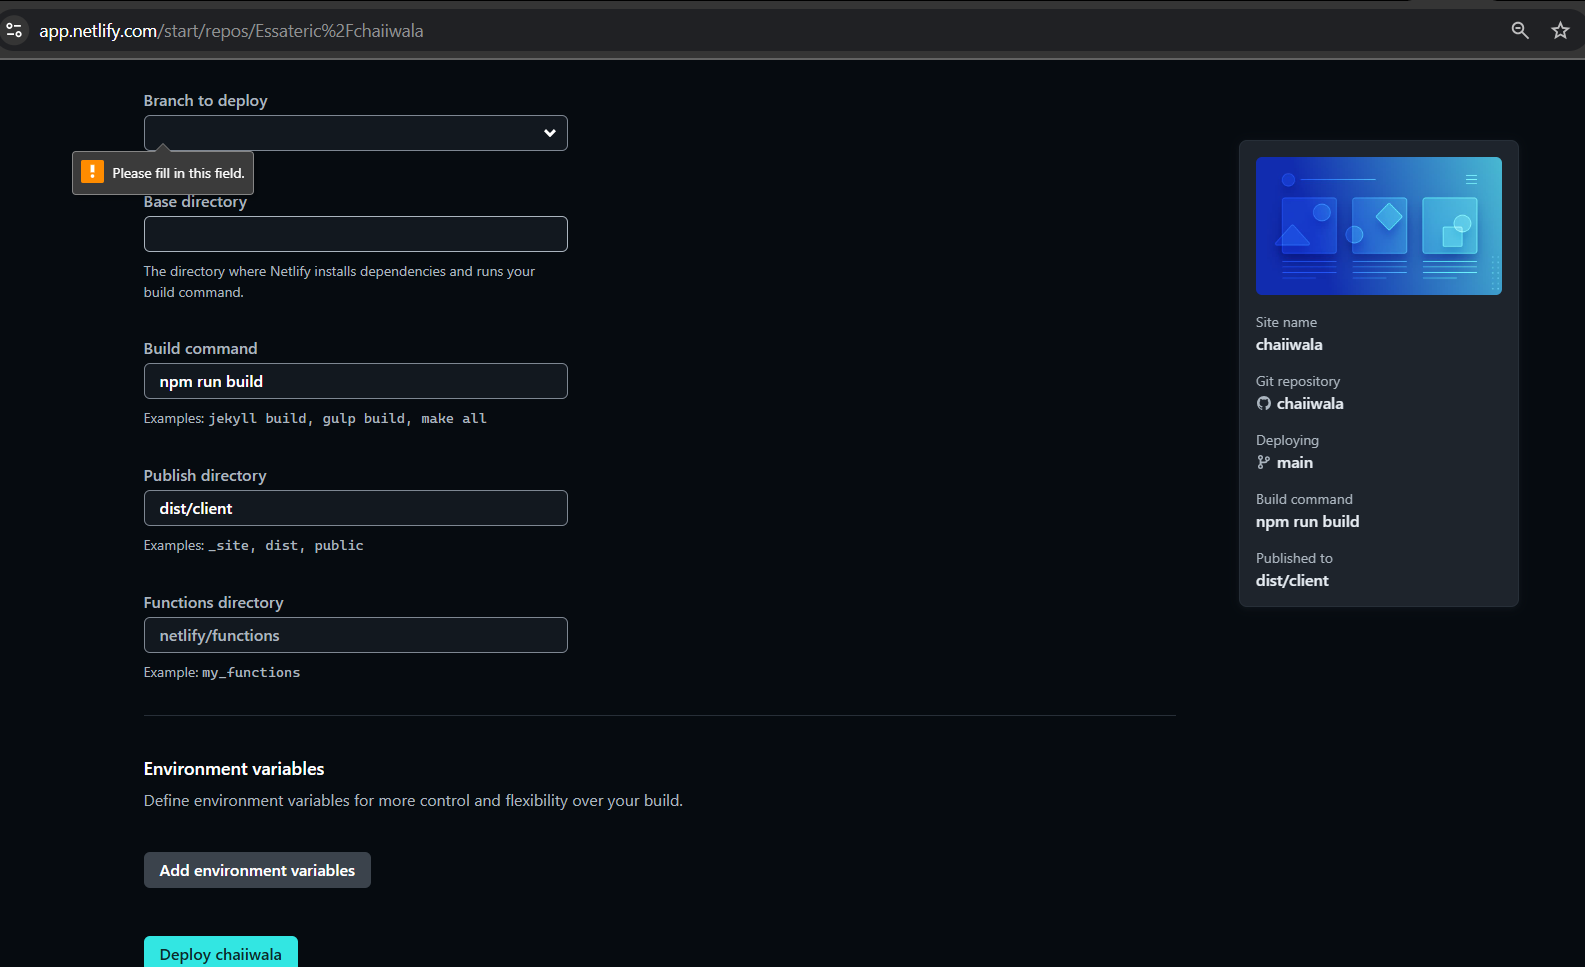 app.netlify.com/start/repos/Essateric%2Fchaiiwala
Branch to deploy
Please fill in this field.
Base directory
The directory where Netlify installs dependencies and runs your
build command.
Build command
npm run build
Examples: jekyll build, gulp build, make all
Publish directory
dist/client
Examples: _site, dist, public
Functions directory
netlify/functions
Example: my_functions
Environment variables
Define environment variables for more control and flexibility over your build.
Add environment variables
Deploy chaiiwala
Site name
chaiiwala
Git repository
chaiiwala
Deploying
main
Build command
npm run build
Published to
dist/client